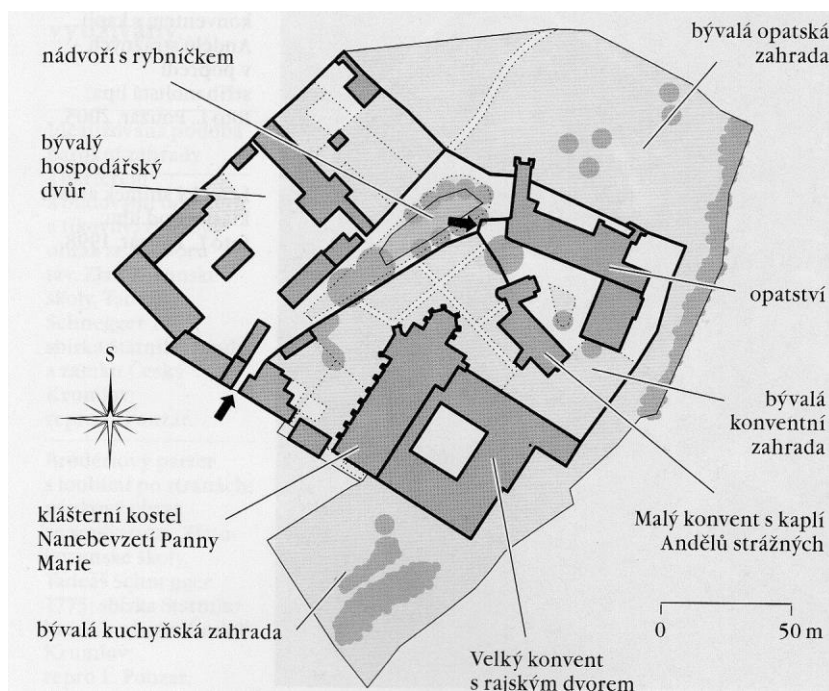 nádvoří s rybníčkem
bývalý
hospodářský
dvůr
S
klášterní kostel
Nanebevzetí Panny
Marie
bývalá kuchyňská zahrada
Velký konvent
s rajským dvorem
bývalá opatská
zahrada
opatství
bývalá
konventní
zahrada
Malý konvent s kaplí
Andělů strážných
0 50 m